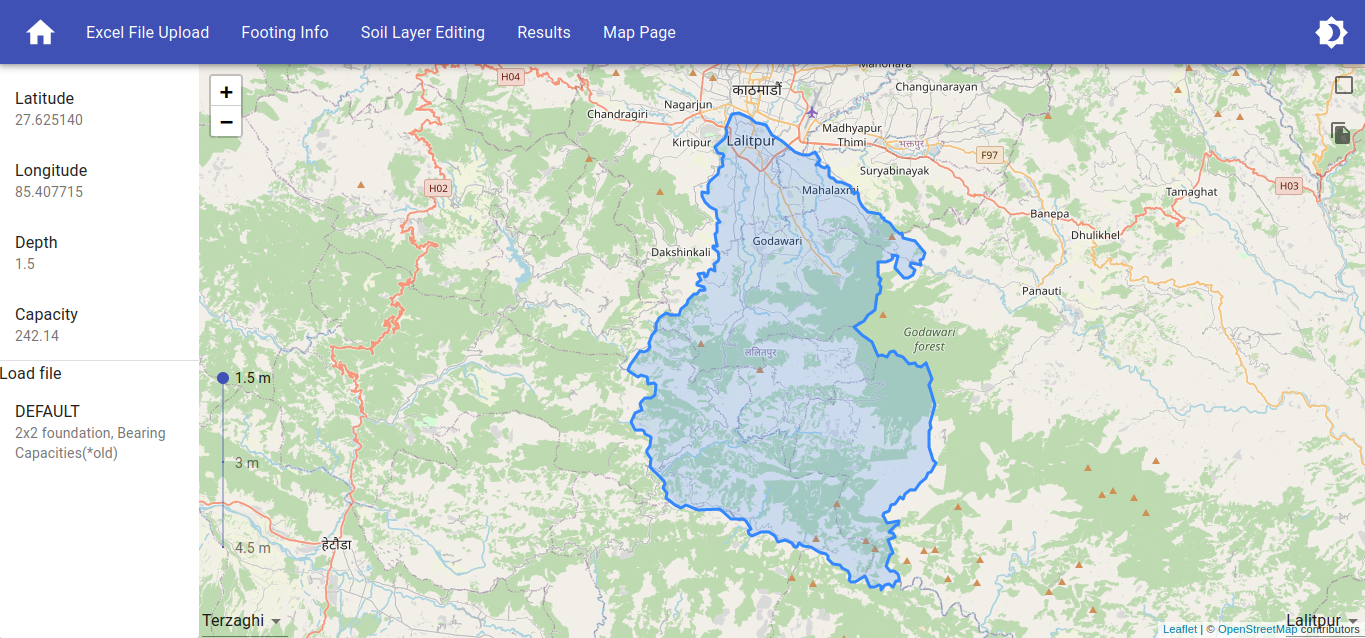 Excel File Upload Footing Info Soil Layer Editing Results Map Page
Latitude
27.625140
Longitude
85.407715
Depth
1.5
Capacity
242.14
Load file
DEFAULT
2x2 foundation, Bearing
Capacities(*old)
+
−
1.5 m
3 m
4.5 m
Terzaghi
H04
Manohara
काठमाडौं
Changunarayan
Nagarjun
Chandragiri
Madhyapur
Thimi
Kirtipur
Lalitpur
भक्तपुर
F97
Suryabinayak
H02
Mahalaxmi
Tamaghat
H03
Banepa
Dhulikhel
Godawari
Dakshinkali
Panauti
Godawari
forest
ललितपुर
हेटौडा
Lalitpur
Leaflet | © OpenStreetMap contributors